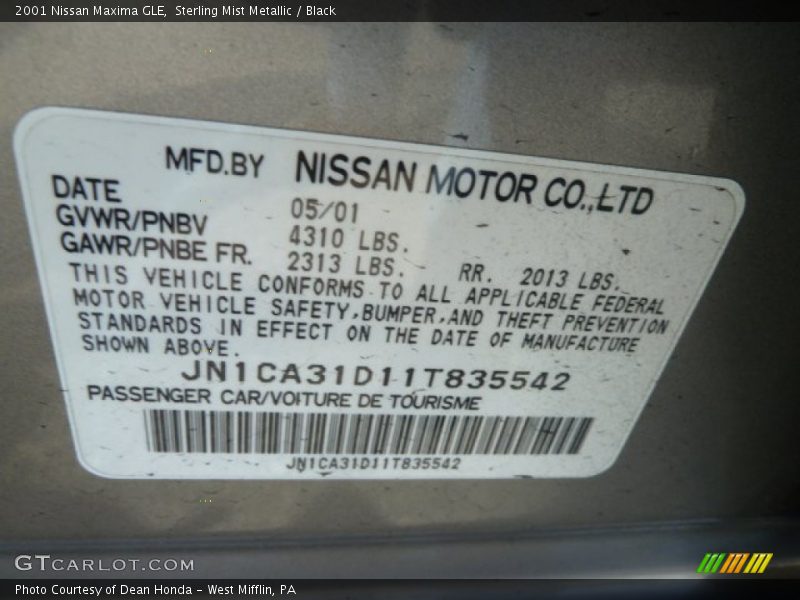 2001 Nissan Maxima GLE,  Sterling Mist Metallic / Black
MFD.BY NISSAN MOTOR CO.,LTD
DATE 05/01
GVWR/PNBV 4310 LBS.
GAWR/PNBE FR. 2313 LBS. RR. 2013 LBS.
THIS VEHICLE CONFORMS TO ALL APPLICABLE FEDERAL
MOTOR VEHICLE SAFETY,BUMPER,AND THEFT PREVENTION
STANDARDS IN EFFECT ON THE DATE OF MANUFACTURE
SHOWN ABOVE.
JN1CA31D11T835542
PASSENGER CAR/VOITURE DE TOURISME
JN1CA31D11T835542
GTCARLOT.COM
Photo Courtesy of Dean Honda - West Mifflin, PA